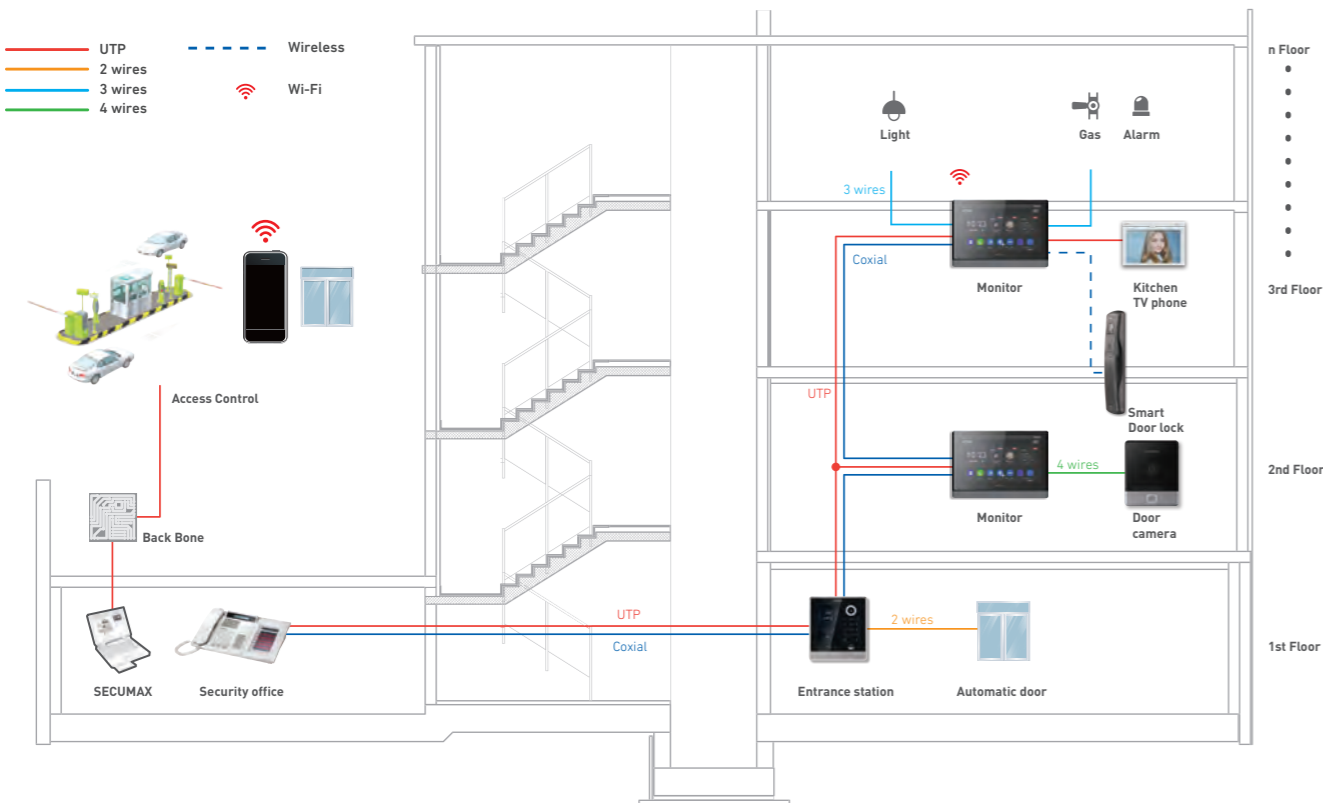 UTP
2 wires
3 wires
4 wires
Wireless
Wi-Fi
n Floor
Light
Gas
Alarm
3 wires
Coxial
Monitor
Kitchen
TV phone
3rd Floor
Access Control
UTP
Smart
Door lock
4 wires
2nd Floor
Monitor
Door
camera
Back Bone
UTP
Coxial
2 wires
1st Floor
SECUMAX
Security office
Entrance station
Automatic door